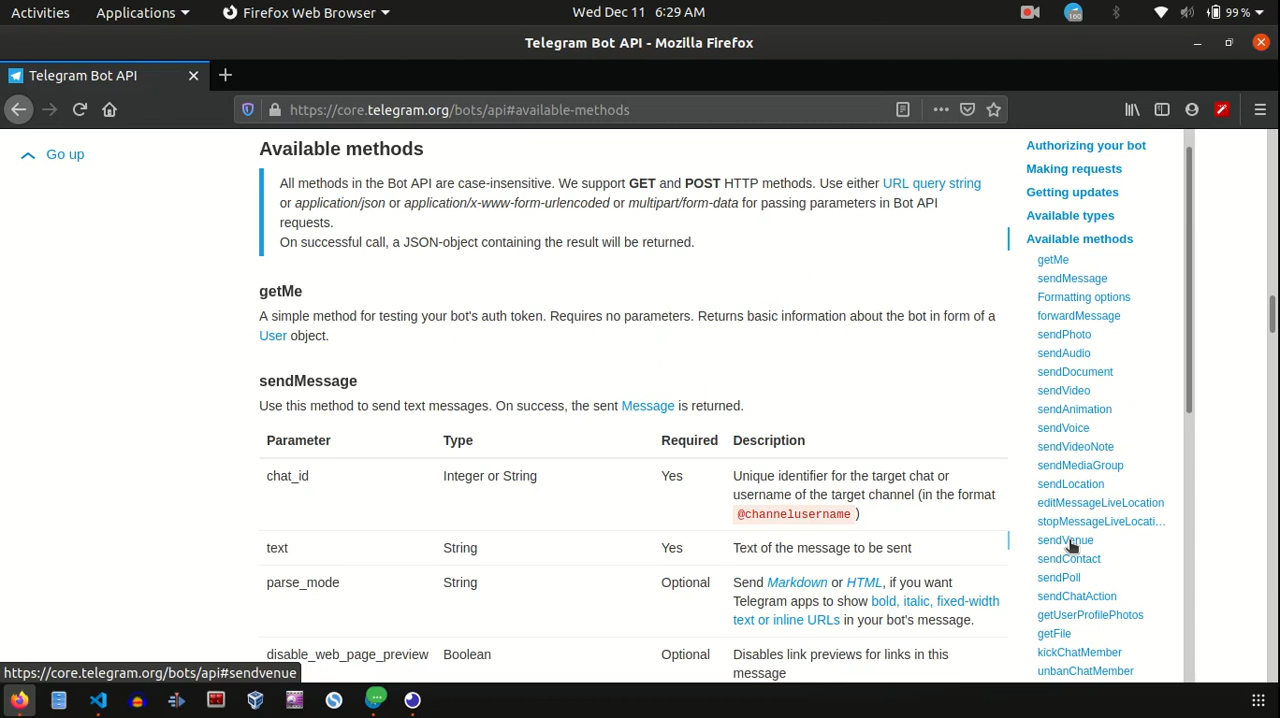 Activities Applications Firefox Web Browser Wed Dec 11 6:29 AM 160 99 %
Telegram Bot API - Mozilla Firefox
Telegram Bot API
https://core.telegram.org/bots/api#available-methods
Go up
Available methods
All methods in the Bot API are case-insensitive. We support GET and POST HTTP methods. Use either URL query string
or application/json or application/x-www-form-urlencoded or multipart/form-data for passing parameters in Bot API
requests.
On successful call, a JSON-object containing the result will be returned.
getMe
A simple method for testing your bot's auth token. Requires no parameters. Returns basic information about the bot in form of a
User object.
sendMessage
Use this method to send text messages. On success, the sent Message is returned.
Parameter Type Required Description
chat_id Integer or String Yes Unique identifier for the target chat or
username of the target channel (in the format
@channelusername )
text String Yes Text of the message to be sent
parse_mode String Optional Send Markdown or HTML, if you want
Telegram apps to show bold, italic, fixed-width
text or inline URLs in your bot's message.
disable_web_page_preview Boolean Optional Disables link previews for links in this
message
Authorizing your bot
Making requests
Getting updates
Available types
Available methods
getMe
sendMessage
Formatting options
forwardMessage
sendPhoto
sendAudio
sendDocument
sendVideo
sendAnimation
sendVoice
sendVideoNote
sendMediaGroup
sendLocation
editMessageLiveLocation
stopMessageLiveLocati...
sendVenue
sendContact
sendPoll
sendChatAction
getUserProfilePhotos
getFile
kickChatMember
unbanChatMember
https://core.telegram.org/bots/api#sendvenue